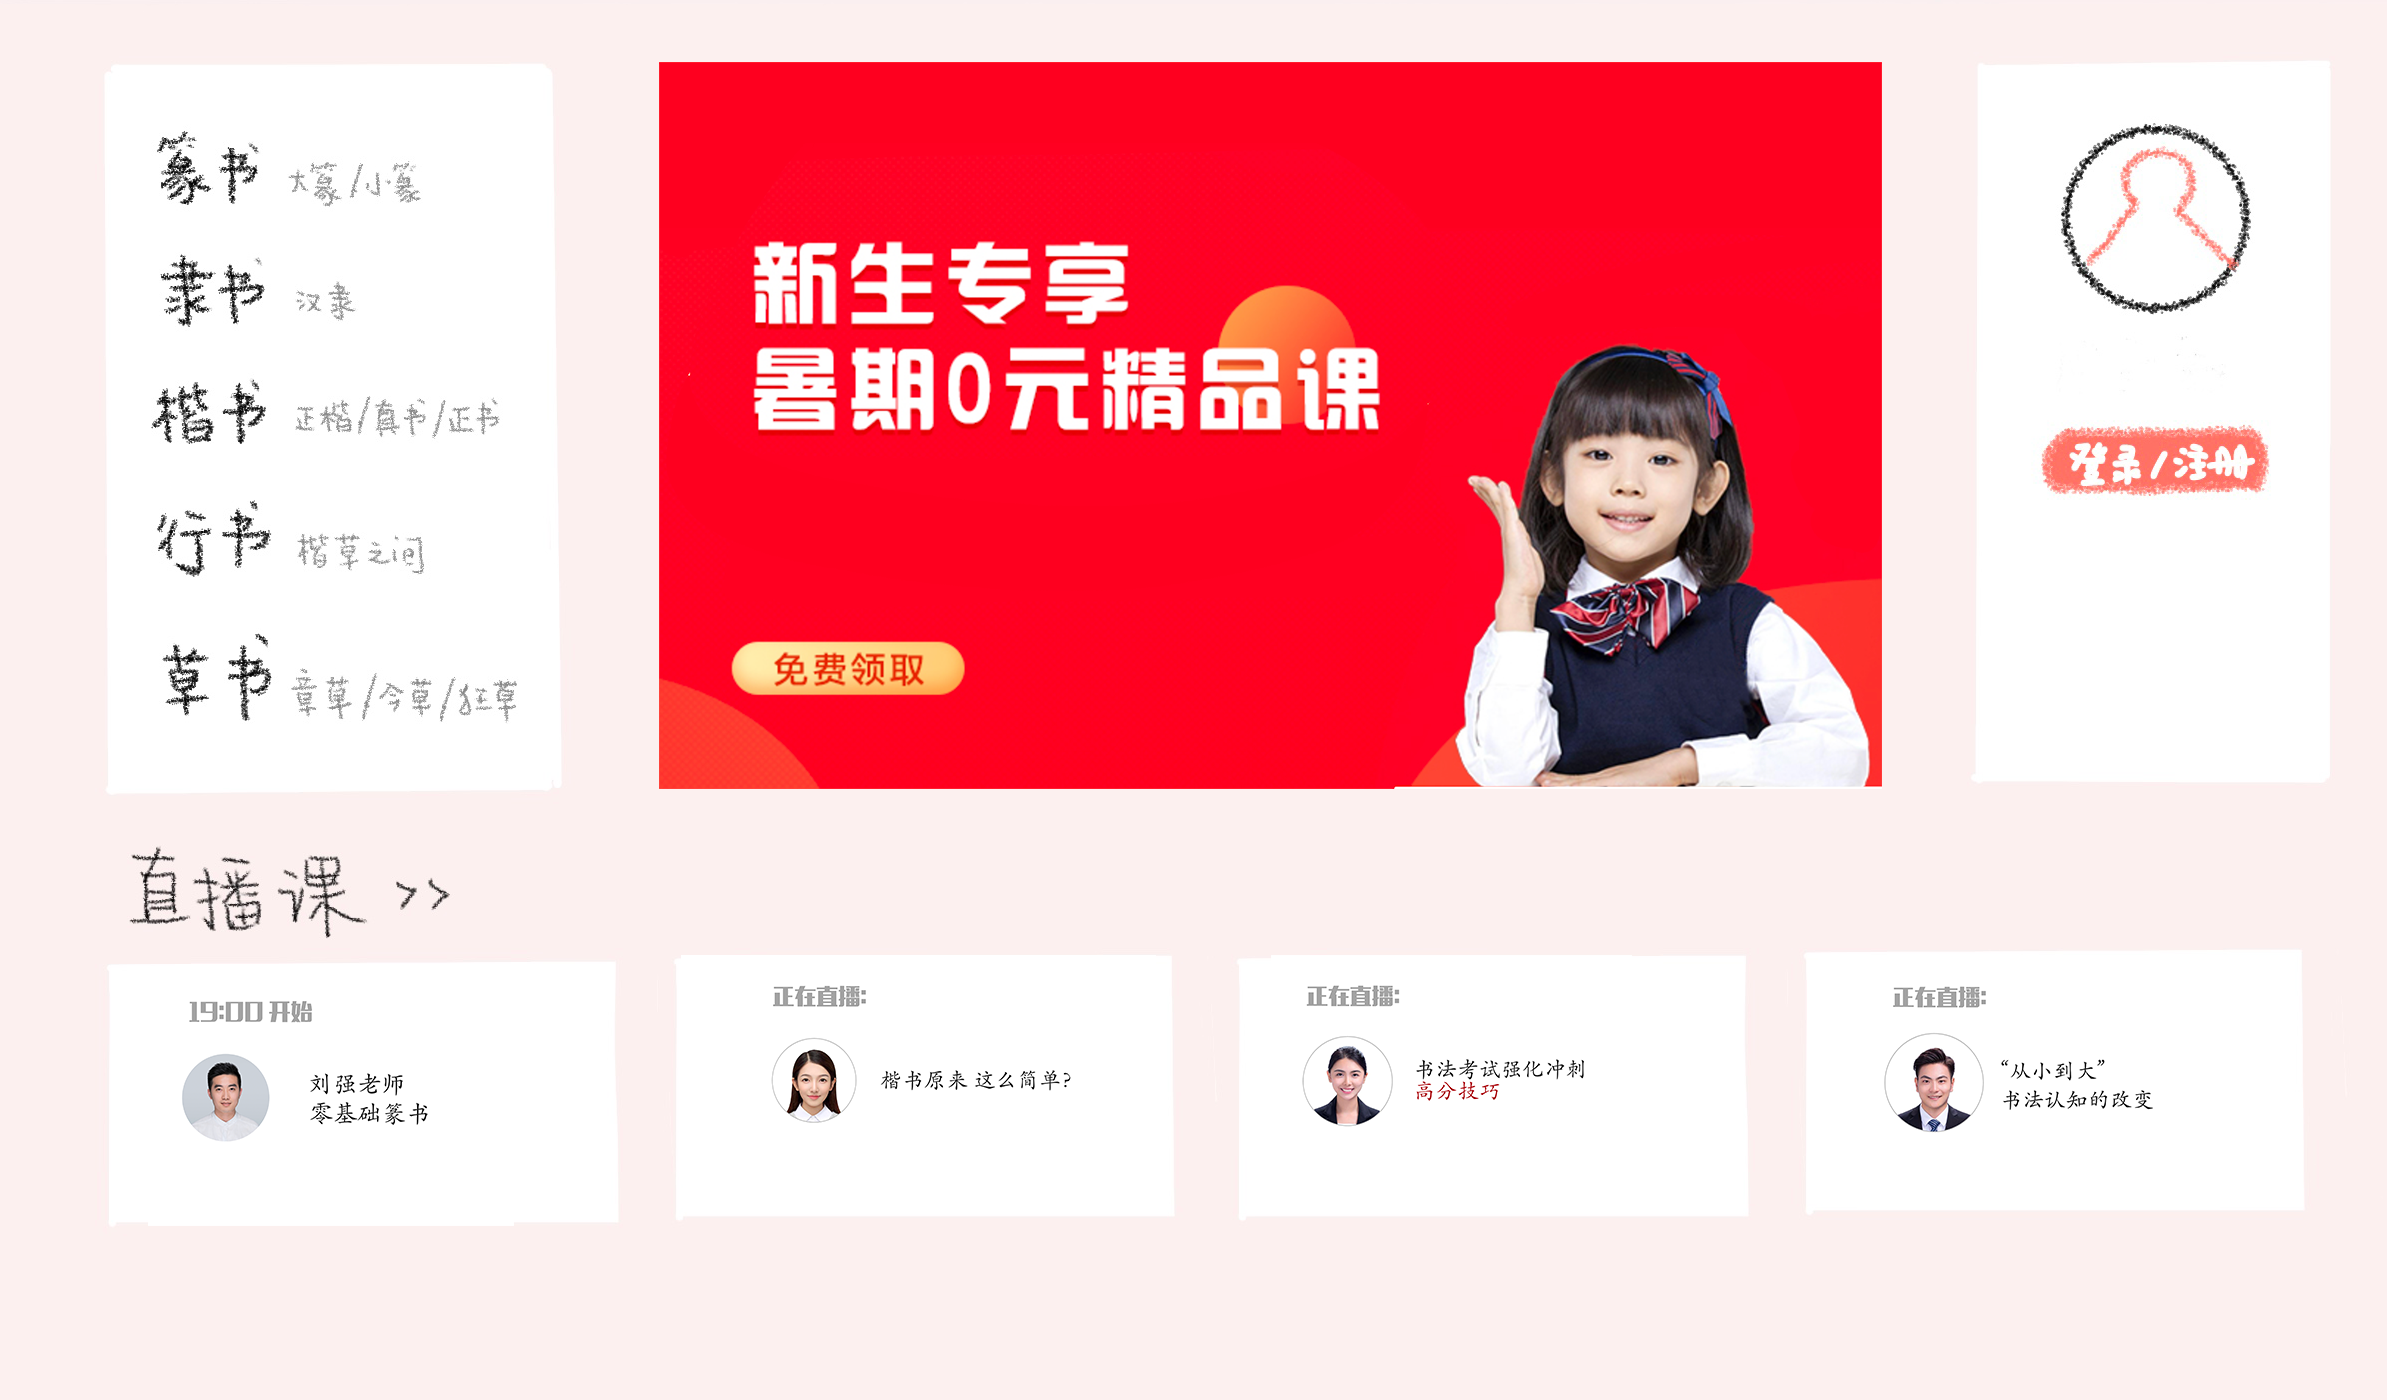 篆书 大篆/小篆
隶书 汉隶
楷书 正楷/真书/正书
行书 楷草之间
草书 章草/今草/狂草
新生专享
暑期0元精品课
免费领取
登录/注册
直播课 >>
19:00 开始
刘强老师
零基础篆书
正在直播:
楷书原来 这么简单?
正在直播:
书法考试强化冲刺
高分技巧
正在直播:
“从小到大”
书法认知的改变